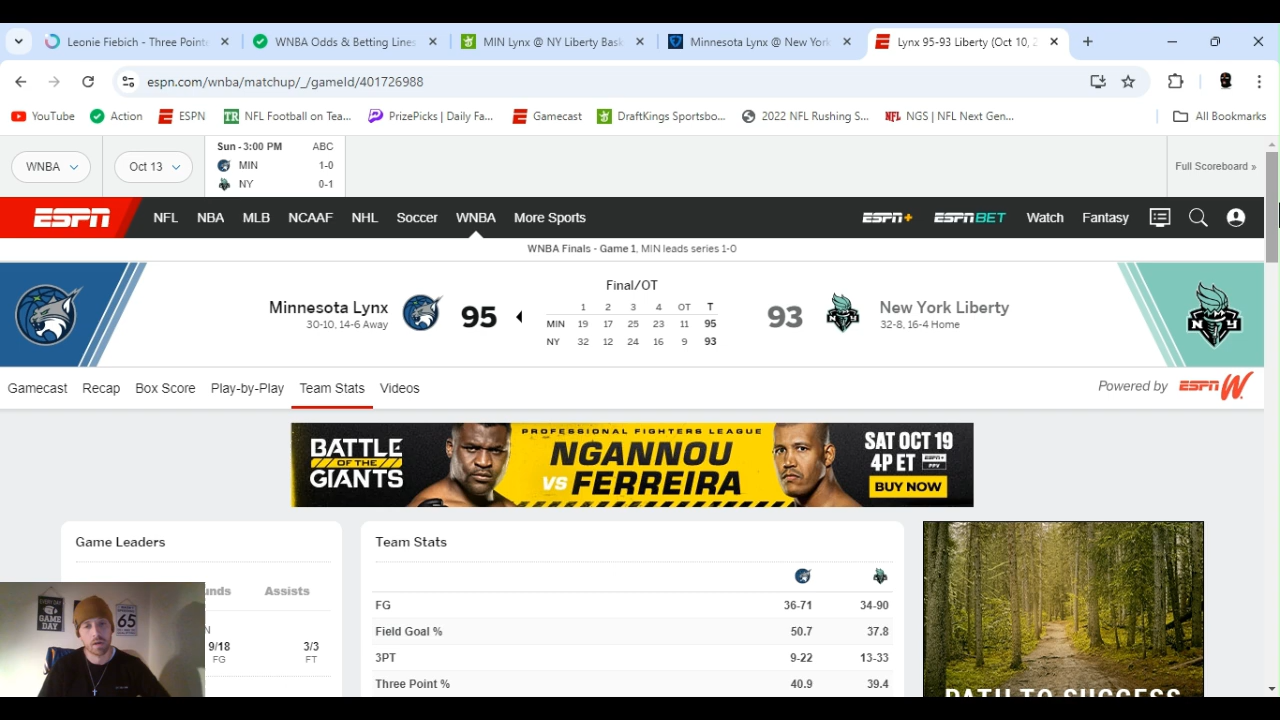 Leonie Fiebich - Three Point
WNBA Odds & Betting Lines
MIN Lynx @ NY Liberty Bask
Minnesota Lynx @ New York
Lynx 95-93 Liberty (Oct 10, 2
espn.com/wnba/matchup/_/gameId/401726988
YouTube
Action
ESPN
NFL Football on Tea...
PrizePicks | Daily Fa...
Gamecast
DraftKings Sportsbo...
2022 NFL Rushing S...
NGS | NFL Next Gen...
All Bookmarks
WNBA
Oct 13
Sun - 3:00 PM ABC
MIN 1-0
NY 0-1
Full Scoreboard »
ESPN
NFL
NBA
MLB
NCAAF
NHL
Soccer
WNBA
More Sports
ESPN+
ESPN BET
Watch
Fantasy
WNBA Finals - Game 1, MIN leads series 1-0
Minnesota Lynx
30-10, 14-6 Away
95
Final/OT
1 2 3 4 OT T
MIN 19 17 25 23 11 95
NY 32 12 24 16 9 93
93
New York Liberty
32-8, 16-4 Home
Gamecast
Recap
Box Score
Play-by-Play
Team Stats
Videos
Powered by ESPN W
PROFESSIONAL FIGHTERS LEAGUE
BATTLE
OF THE
GIANTS
NGANNOU
VS FERREIRA
SAT OCT 19
4P ET
ESPN+
PPV
BUY NOW
Game Leaders
unds Assists
N
9/18 3/3
FG FT
Team Stats
FG 36-71 34-90
Field Goal % 50.7 37.8
3PT 9-22 13-33
Three Point % 40.9 39.4
PATH TO SUCCESS
GAME
DAY
65